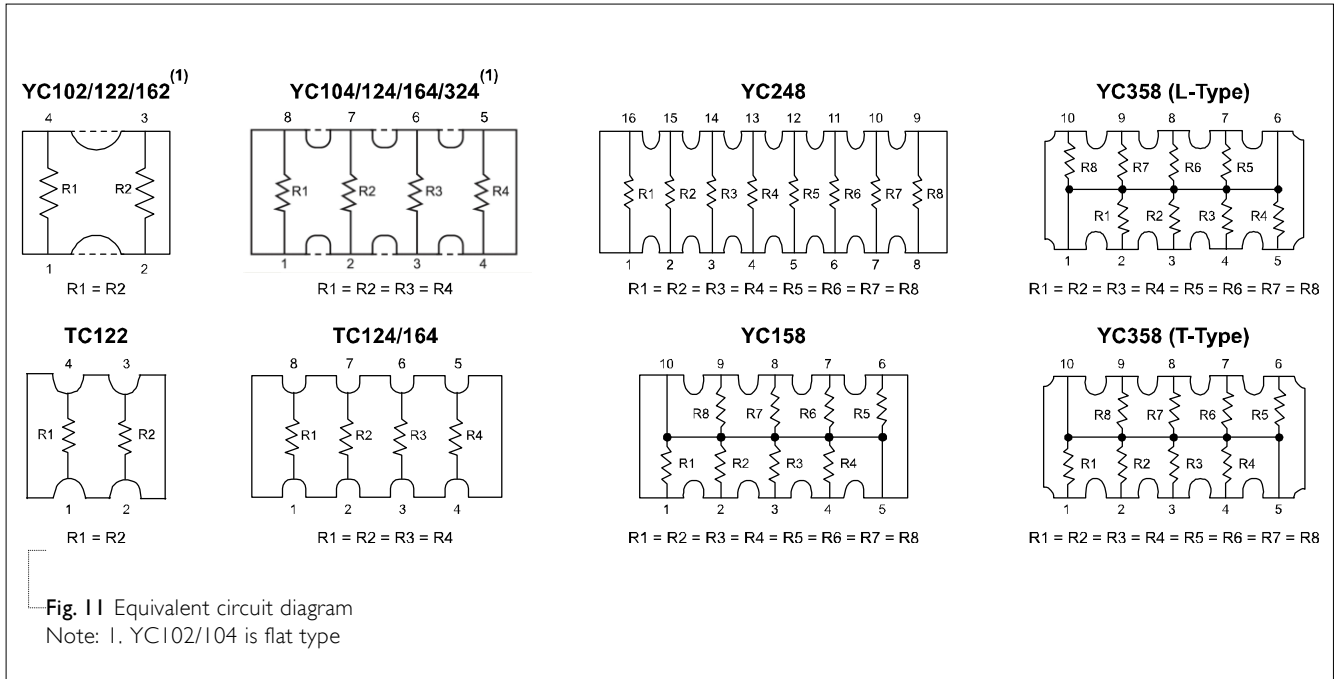 YC102/122/162(1)
4 3
R1 R2
1 2
R1 = R2
YC104/124/164/324(1)
8 7 6 5
R1 R2 R3 R4
1 2 3 4
R1 = R2 = R3 = R4
YC248
16 15 14 13 12 11 10 9
R1 R2 R3 R4 R5 R6 R7 R8
1 2 3 4 5 6 7 8
R1 = R2 = R3 = R4 = R5 = R6 = R7 = R8
YC358 (L-Type)
10 9 8 7 6
R8 R7 R6 R5
R1 R2 R3 R4
1 2 3 4 5
R1 = R2 = R3 = R4 = R5 = R6 = R7 = R8
TC122
4 3
R1 R2
1 2
R1 = R2
TC124/164
8 7 6 5
R1 R2 R3 R4
1 2 3 4
R1 = R2 = R3 = R4
YC158
10 9 8 7 6
R8 R7 R6 R5
R1 R2 R3 R4
1 2 3 4 5
R1 = R2 = R3 = R4 = R5 = R6 = R7 = R8
YC358 (T-Type)
10 9 8 7 6
R8 R7 R6 R5
R1 R2 R3 R4
1 2 3 4 5
R1 = R2 = R3 = R4 = R5 = R6 = R7 = R8
Fig. 11 Equivalent circuit diagram
Note: 1. YC102/104 is flat type